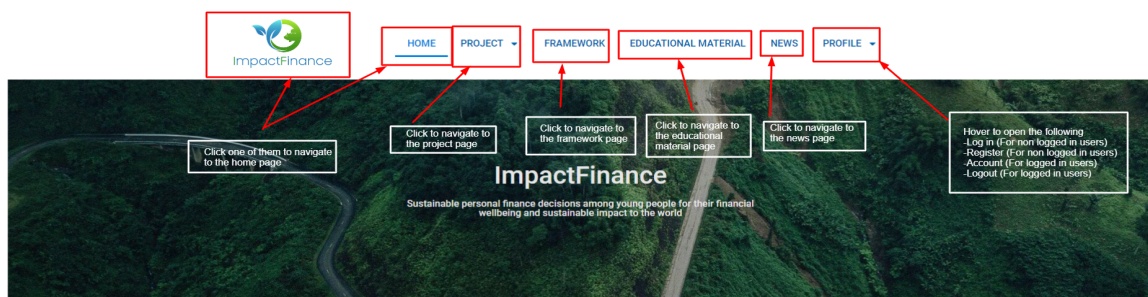 ImpactFinance
HOME
PROJECT
FRAMEWORK
EDUCATIONAL MATERIAL
NEWS
PROFILE
Click one of them to navigate
to the home page
Click to navigate to
the project page
Click to navigate to
the framework page
Click to navigate to
the educational
material page
Click to navigate to
the news page
Hover to open the following
-Log in (For non logged in users)
-Register (For non logged in users)
-Account (For logged in users)
-Logout (For logged in users)
ImpactFinance
Sustainable personal finance decisions among young people for their financial
wellbeing and sustainable impact to the world